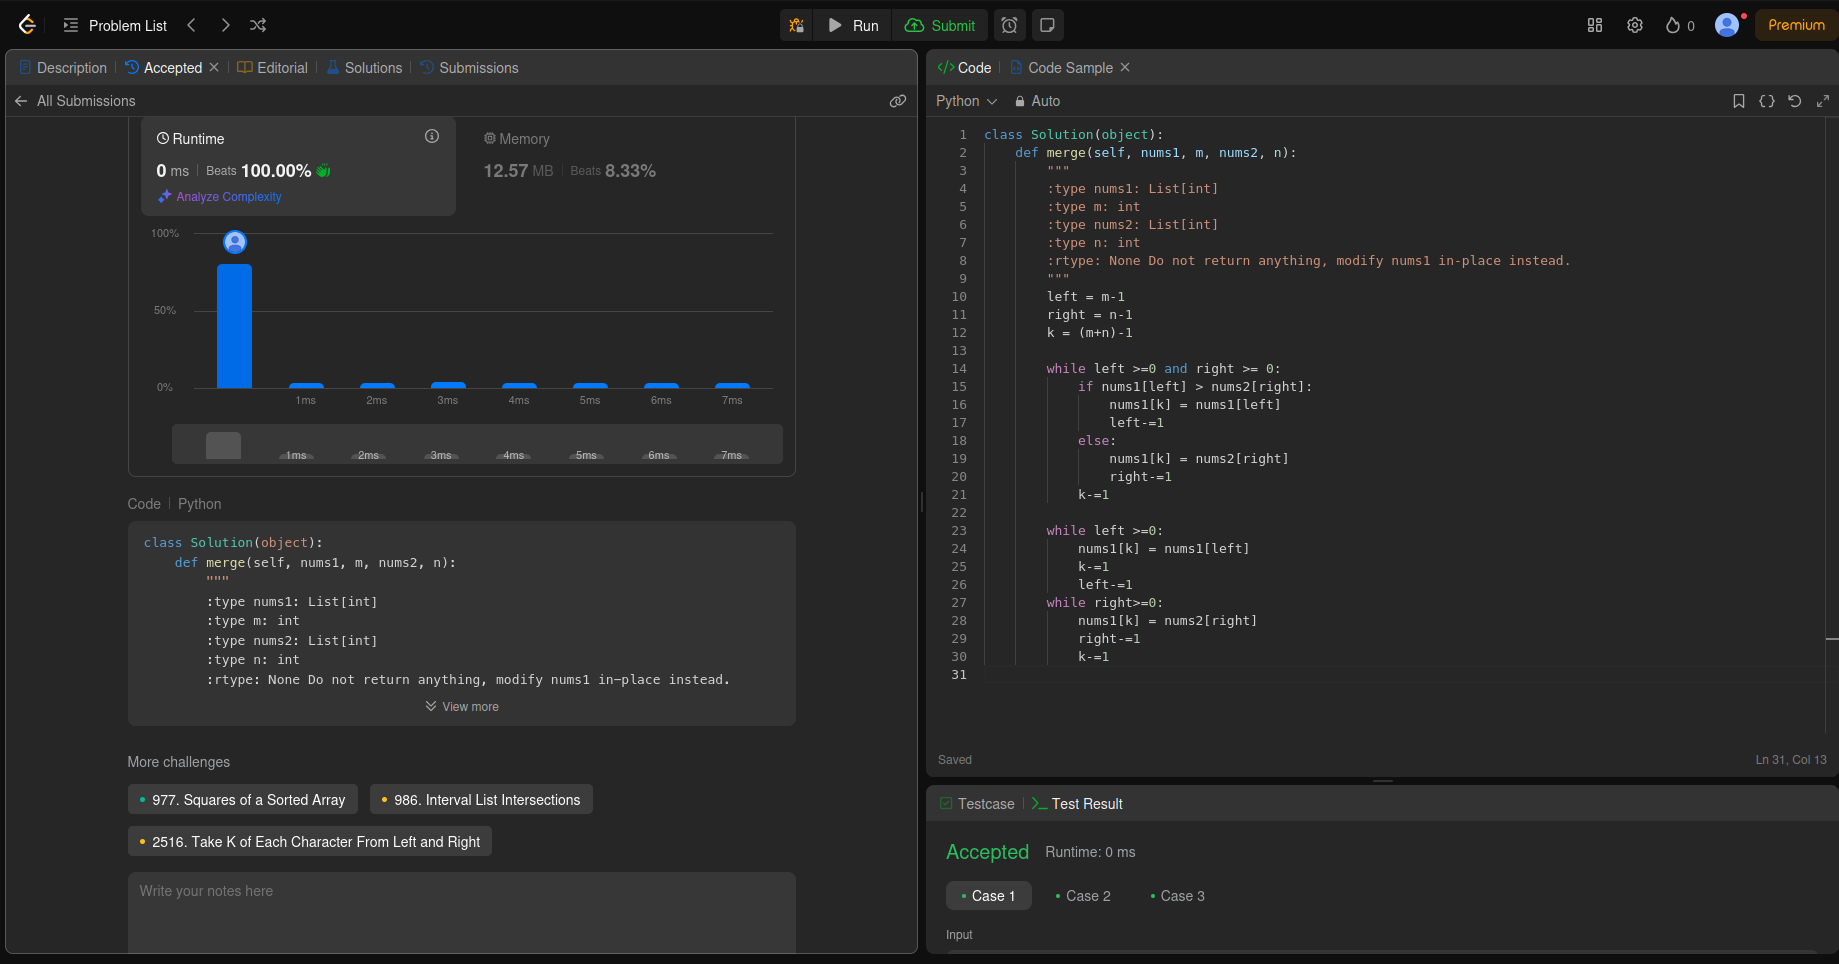 Problem List
Run
Submit
0
Premium
Description
Accepted
Editorial
Solutions
Submissions
All Submissions
Runtime
0 ms
Beats 100.00%
Analyze Complexity
Memory
12.57 MB
Beats 8.33%
100%
50%
0%
1ms 2ms 3ms 4ms 5ms 6ms 7ms
1ms 2ms 3ms 4ms 5ms 6ms 7ms
Code
Python
class Solution(object):
def merge(self, nums1, m, nums2, n):
"""
:type nums1: List[int]
:type m: int
:type nums2: List[int]
:type n: int
:rtype: None Do not return anything, modify nums1 in-place instead.
View more
More challenges
977. Squares of a Sorted Array
986. Interval List Intersections
2516. Take K of Each Character From Left and Right
Write your notes here
</> Code
Code Sample
Python
Auto
1 class Solution(object):
2     def merge(self, nums1, m, nums2, n):
3         """
4         :type nums1: List[int]
5         :type m: int
6         :type nums2: List[int]
7         :type n: int
8         :rtype: None Do not return anything, modify nums1 in-place instead.
9         """
10         left = m-1
11         right = n-1
12         k = (m+n)-1
13
14         while left >=0 and right >= 0:
15             if nums1[left] > nums2[right]:
16                 nums1[k] = nums1[left]
17                 left-=1
18             else:
19                 nums1[k] = nums2[right]
20                 right-=1
21             k-=1
22
23         while left >=0:
24             nums1[k] = nums1[left]
25             k-=1
26             left-=1
27         while right>=0:
28             nums1[k] = nums2[right]
29             right-=1
30             k-=1
31
Saved
Ln 31, Col 13
Testcase
Test Result
Accepted
Runtime: 0 ms
Case 1
Case 2
Case 3
Input